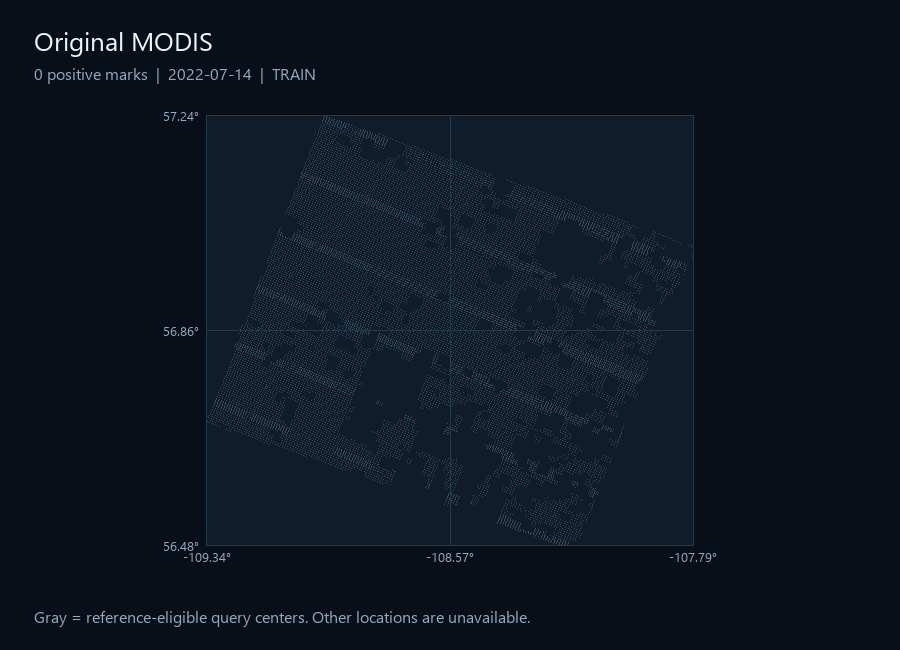 Original MODIS
0 positive marks | 2022-07-14 | TRAIN
57.24°
56.86°
56.48°
-109.34°
-108.57°
-107.79°
Gray = reference-eligible query centers. Other locations are unavailable.